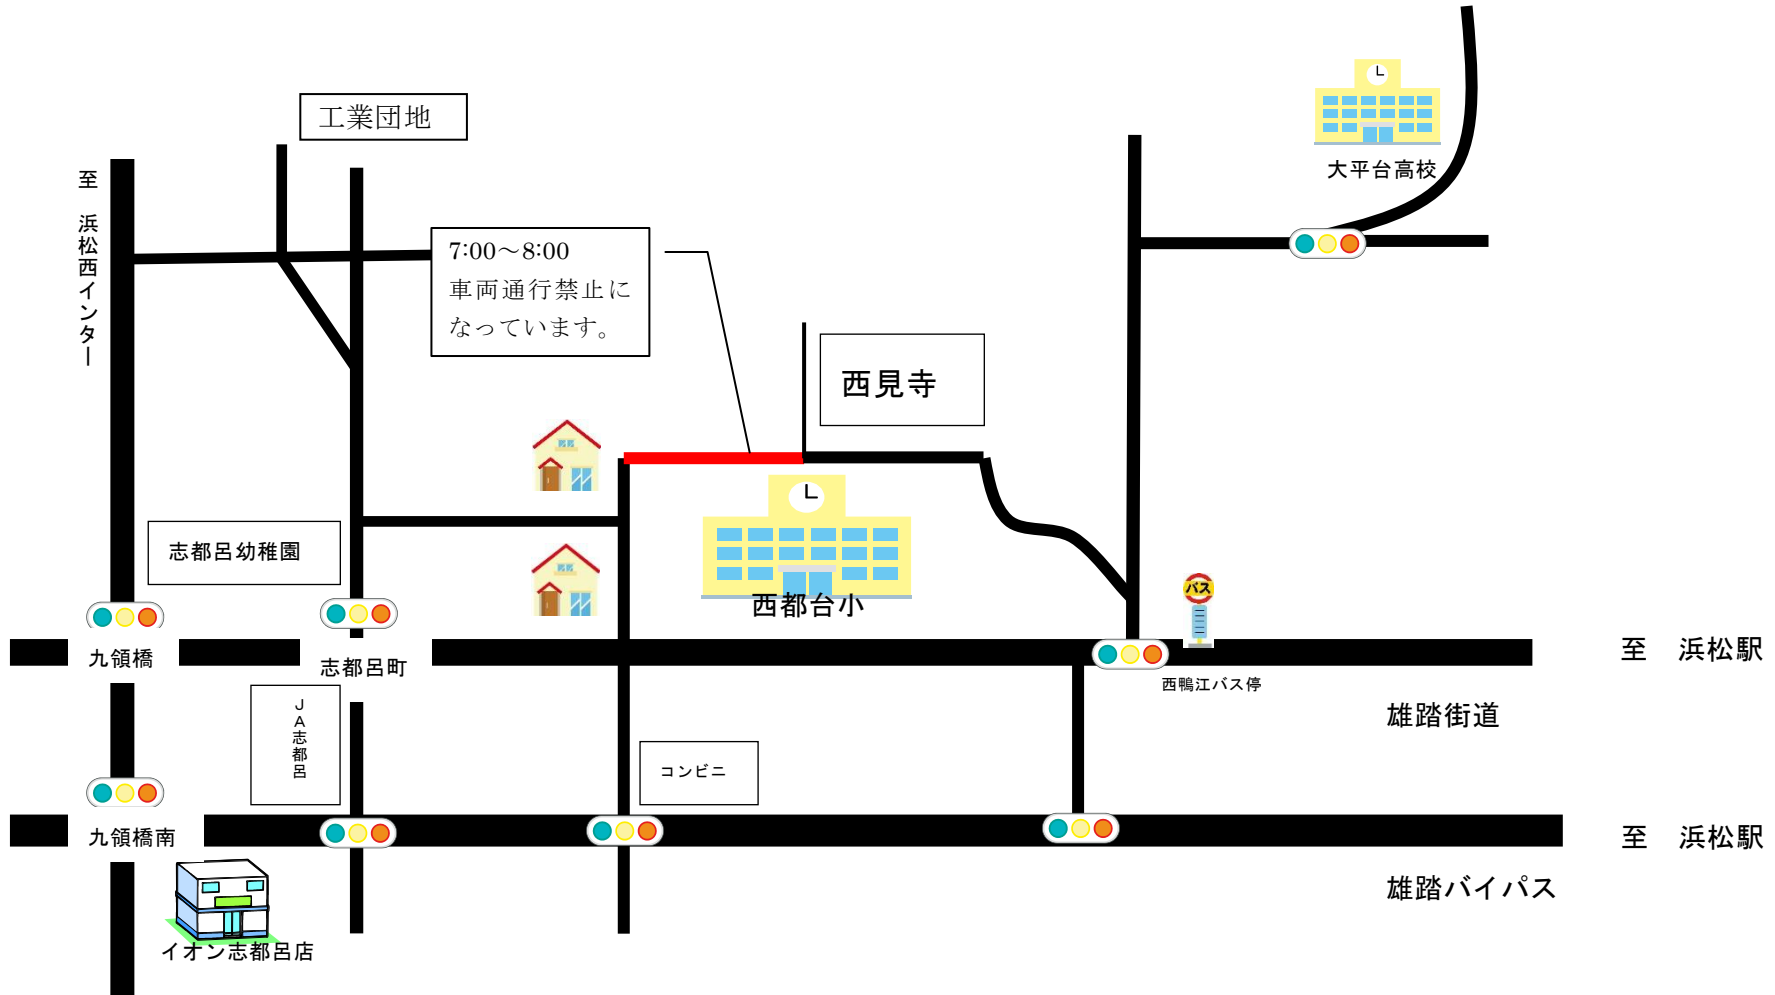 工業団地
大平台高校
至　浜松西インター
7:00～8:00
車両通行禁止に
なっています。
西見寺
志都呂幼稚園
バス
西都台小
九領橋
志都呂町
至　浜松駅
西鴨江バス停
雄踏街道
ＪＡ志都呂
コンビニ
九領橋南
至　浜松駅
雄踏バイパス
イオン志都呂店